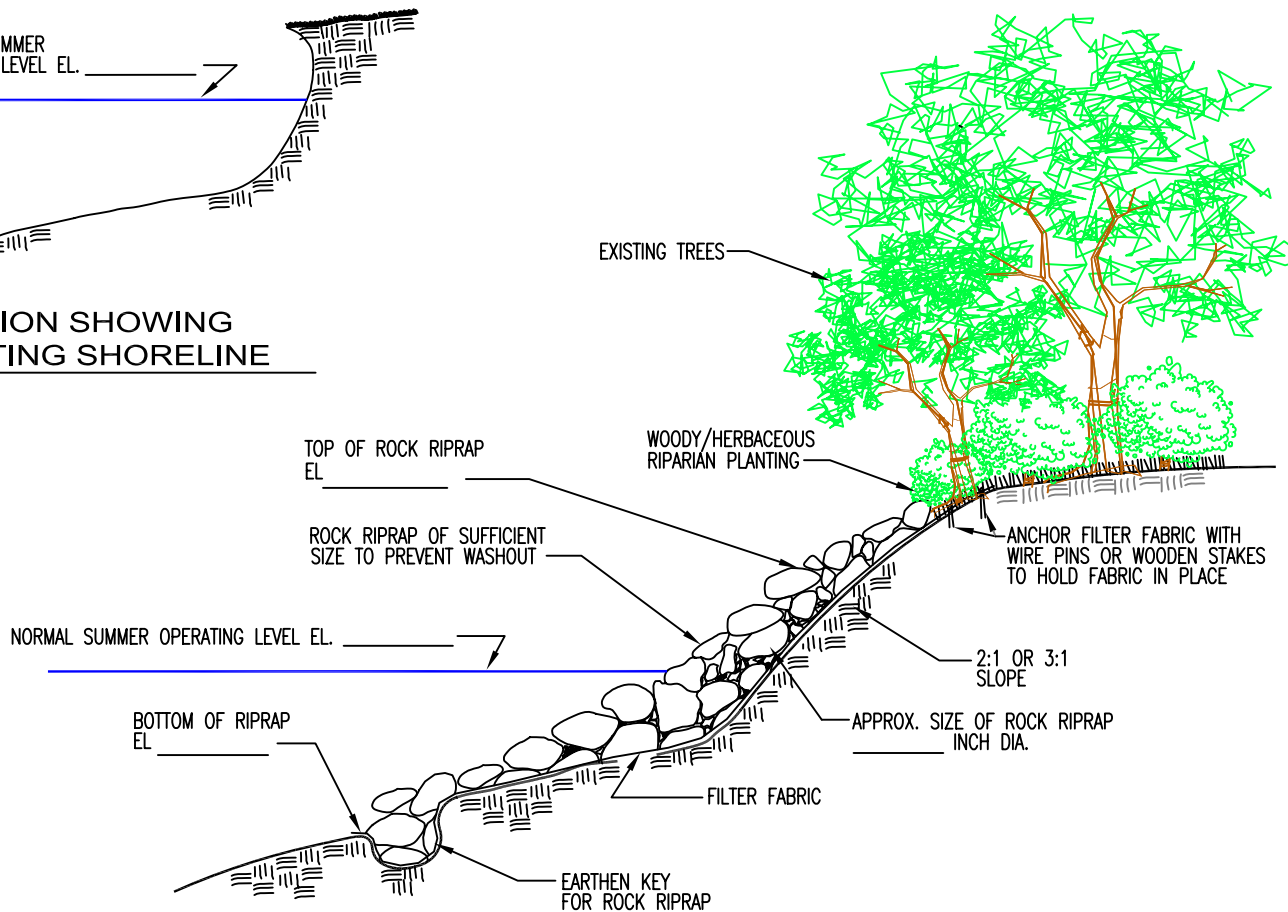 MMER
LEVEL EL.
ION SHOWING
TING SHORELINE
EXISTING TREES
TOP OF ROCK RIPRAP
EL
WOODY/HERBACEOUS
RIPARIAN PLANTING
ROCK RIPRAP OF SUFFICIENT
SIZE TO PREVENT WASHOUT
ANCHOR FILTER FABRIC WITH
WIRE PINS OR WOODEN STAKES
TO HOLD FABRIC IN PLACE
NORMAL SUMMER OPERATING LEVEL EL.
2:1 OR 3:1
SLOPE
BOTTOM OF RIPRAP
EL
APPROX. SIZE OF ROCK RIPRAP
INCH DIA.
FILTER FABRIC
EARTHEN KEY
FOR ROCK RIPRAP